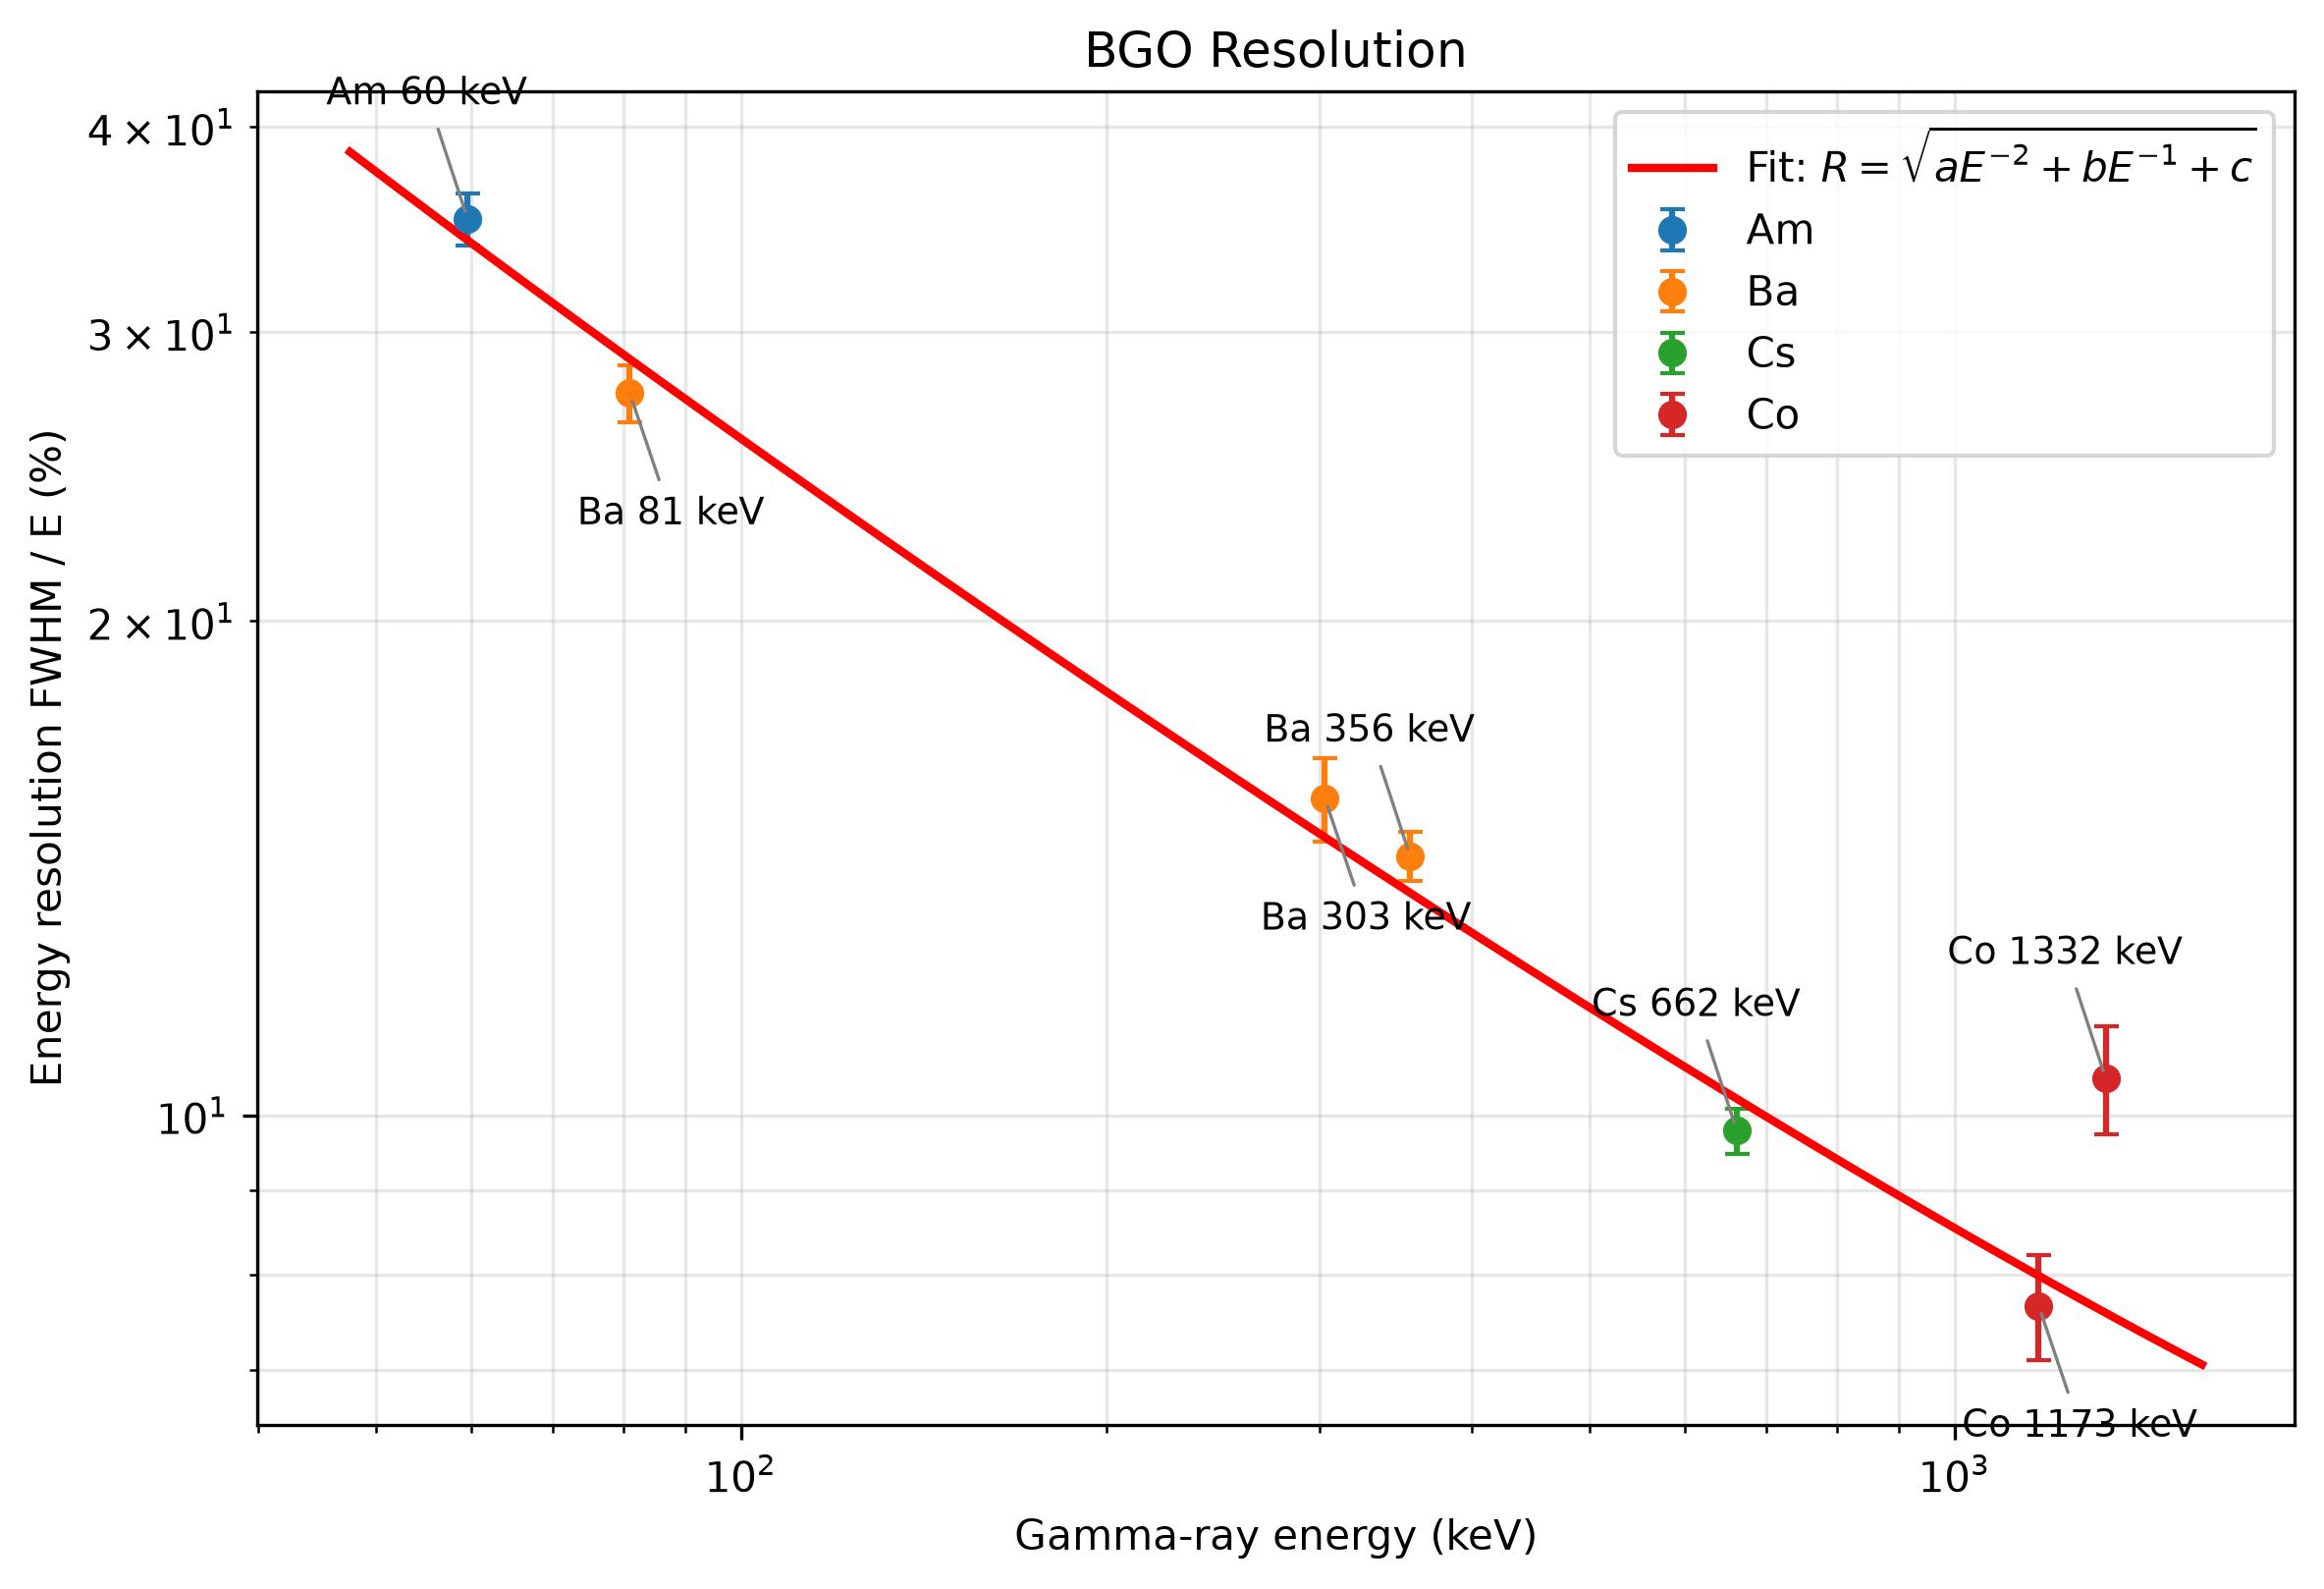 BGO Resolution
Am 60 keV
4 × 10¹
Fit: R = √(aE⁻² + bE⁻¹ + c)
Am
Ba
Cs
Co
3 × 10¹
Ba 81 keV
Energy resolution FWHM / E (%)
2 × 10¹
Ba 356 keV
Ba 303 keV
Co 1332 keV
Cs 662 keV
10¹
Co 1173 keV
10²
10³
Gamma-ray energy (keV)